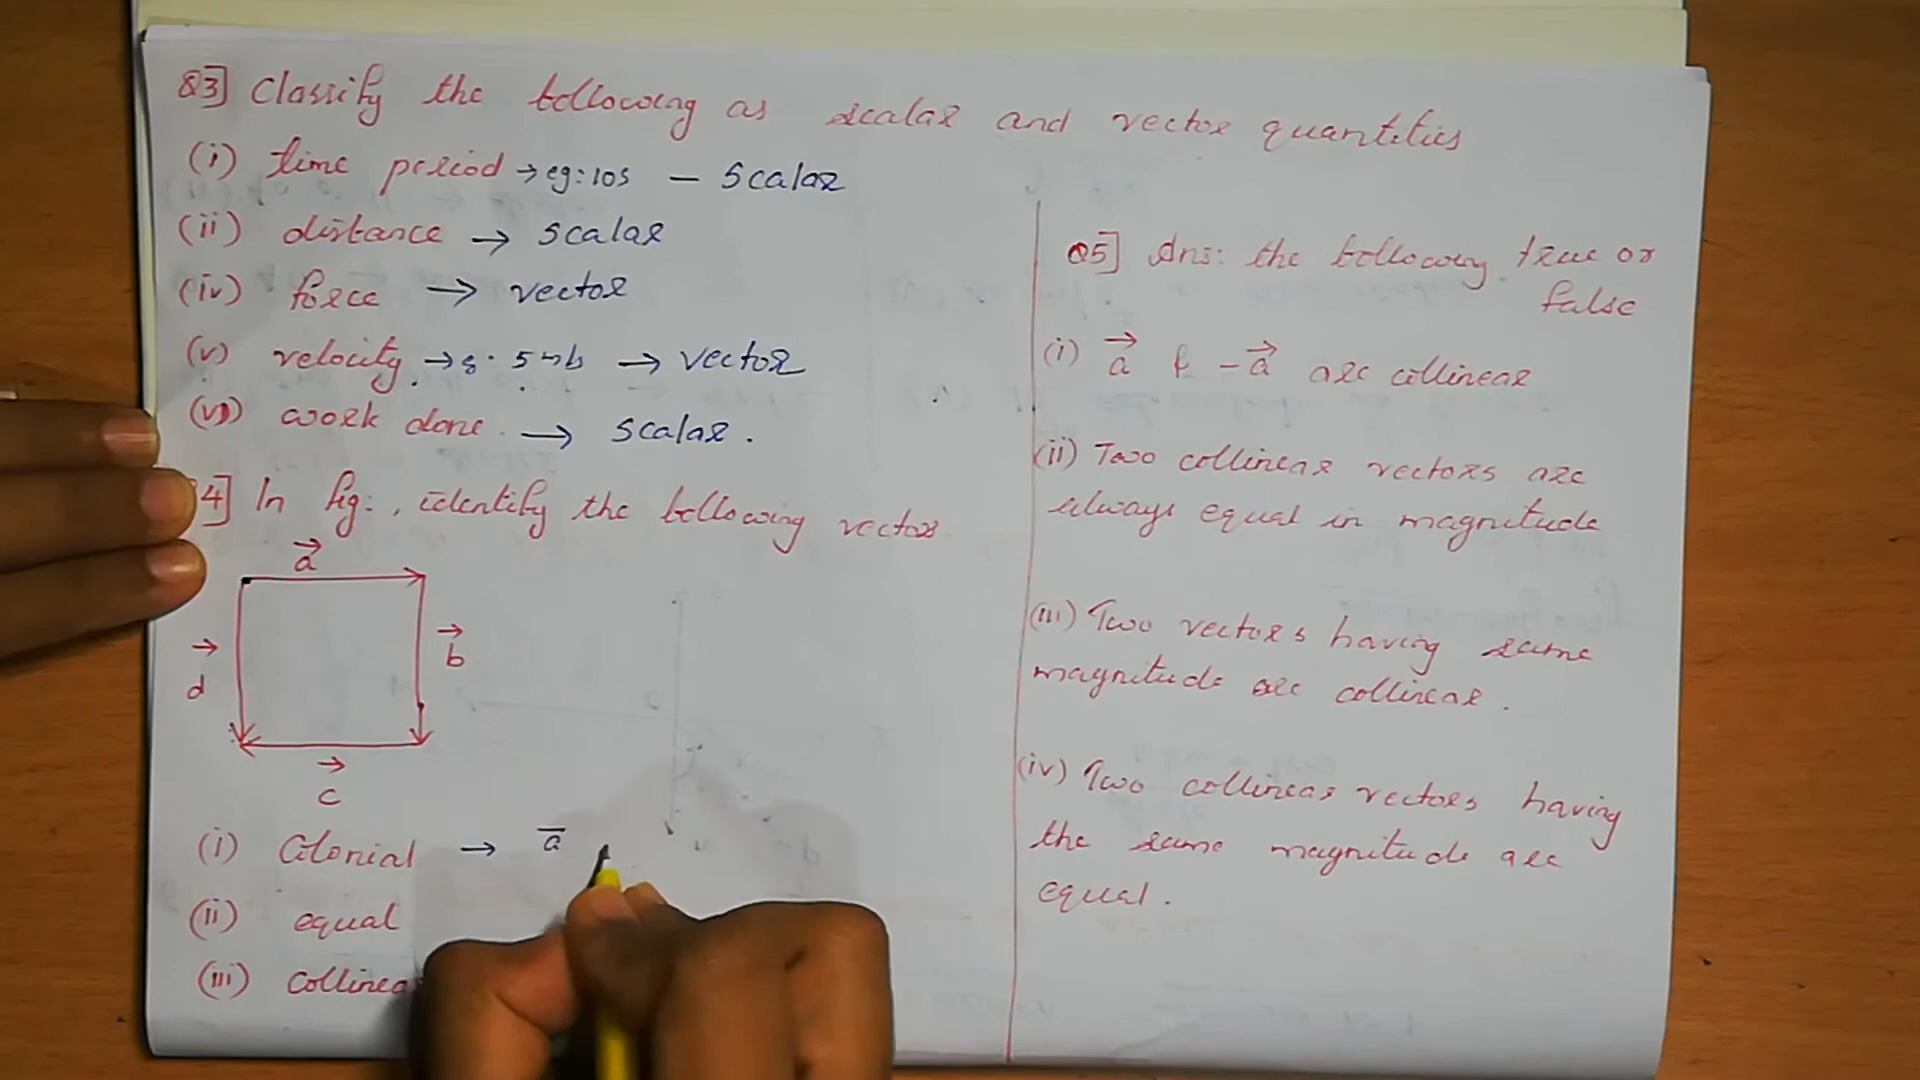 Q3] Classify the following as scalar and vector quantities
(i) time period → eg: 10s — Scalar
(ii) distance → Scalar
(iv) force → vector
(v) velocity → → vector
(vi) work done. → Scalar.
4] In fig:, identify the following vector
→a
→b
→d
→c
(i) → a
(ii) equal
(iii) collinea
Q5] Ans: the following true or
false
(i) →a & -→a are collinear
(ii) Two collinear vectors are
always equal in magnitude
(iii) Two vectors having same
magnitude are collinear.
(iv) Two collinear vectors having
the same magnitude are
equal.